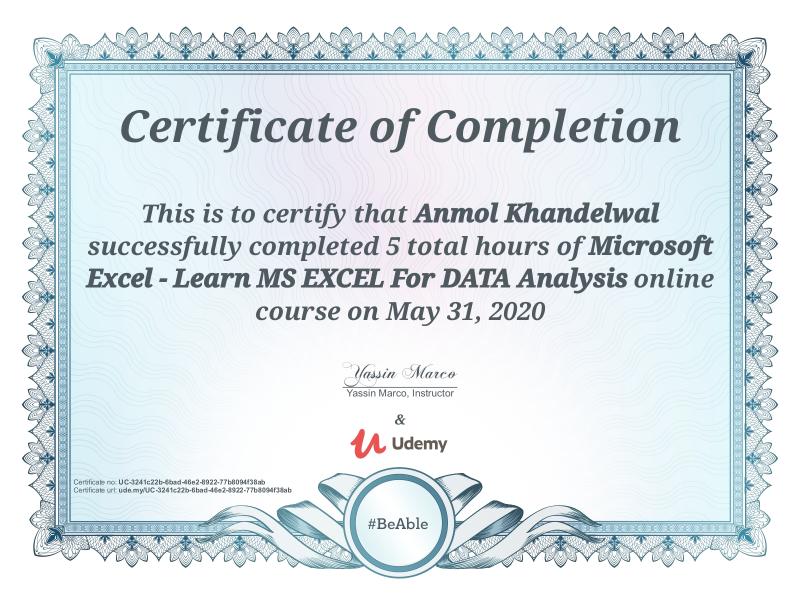 Certificate of Completion
This is to certify that Anmol Khandelwal
successfully completed 5 total hours of Microsoft
Excel - Learn MS EXCEL For DATA Analysis online
course on May 31, 2020
Yassin Marco
Yassin Marco, Instructor
&
Udemy
Certificate no: UC-3241c22b-6bad-46e2-8922-77b8094f38ab
Certificate url: ude.my/UC-3241c22b-6bad-46e2-8922-77b8094f38ab
#BeAble